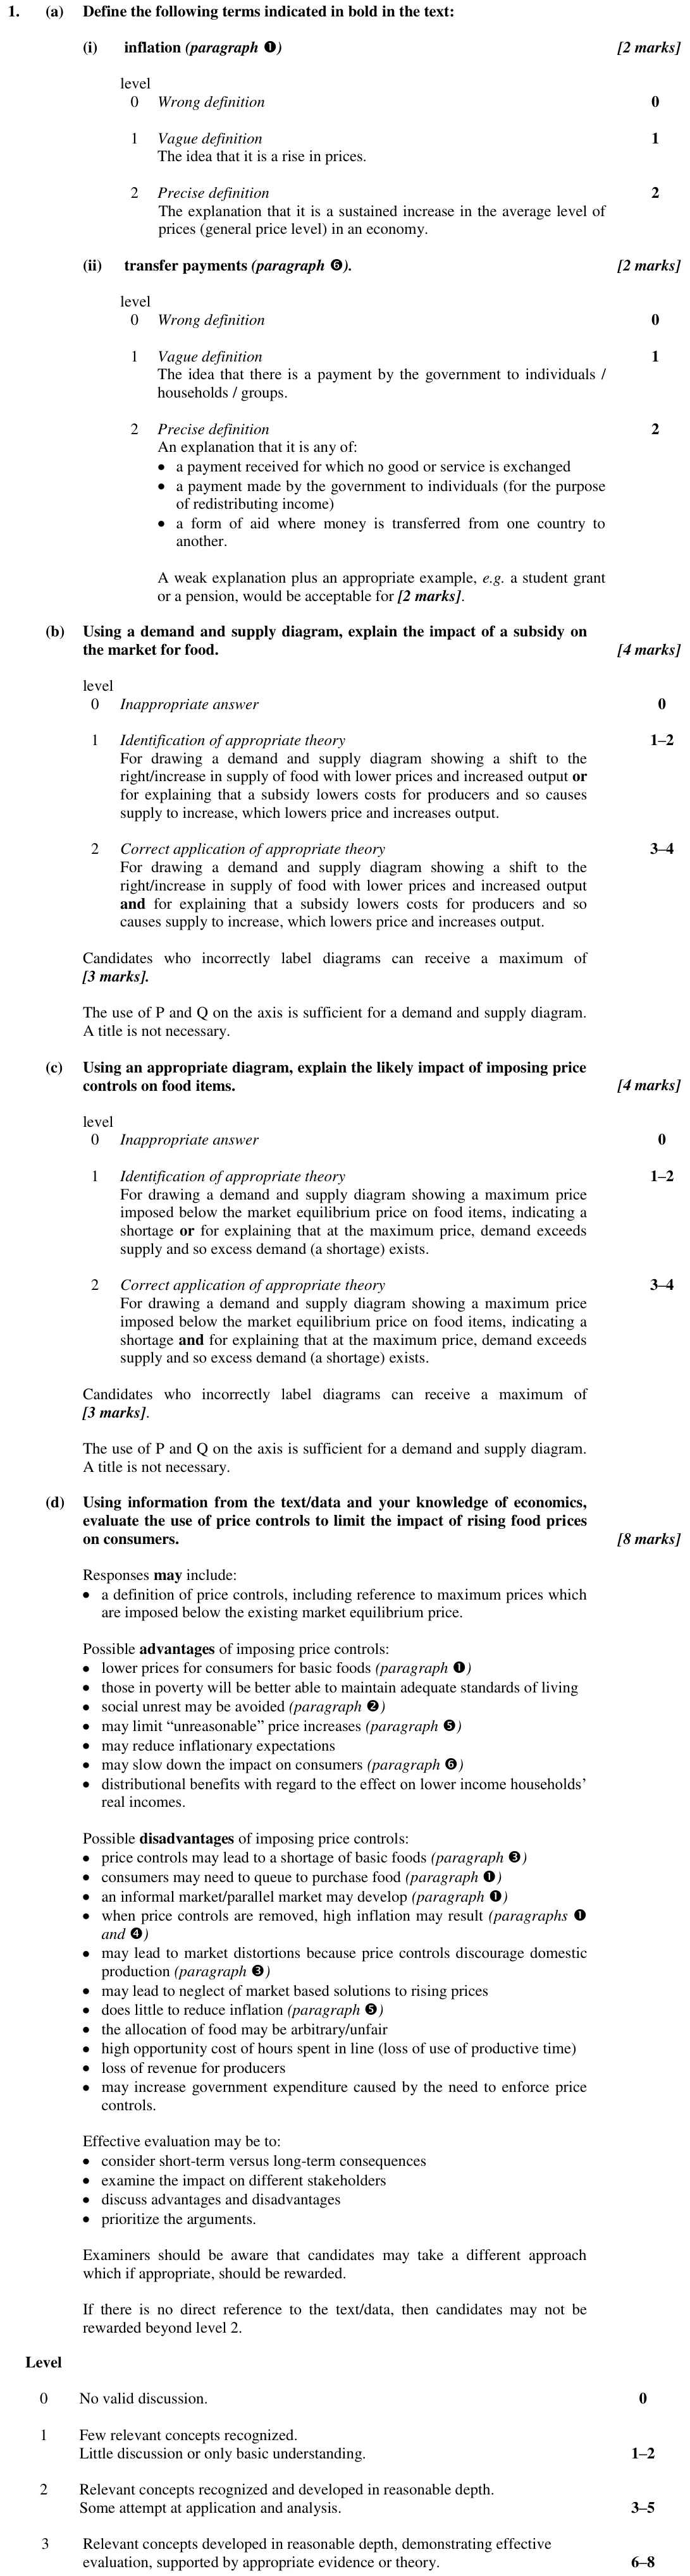 1. (a) Define the following terms indicated in bold in the text:
(i) inflation (paragraph ❶) [2 marks]
level
0 Wrong definition 0
1 Vague definition 1
The idea that it is a rise in prices.
2 Precise definition 2
The explanation that it is a sustained increase in the average level of
prices (general price level) in an economy.
(ii) transfer payments (paragraph ❻). [2 marks]
level
0 Wrong definition 0
1 Vague definition 1
The idea that there is a payment by the government to individuals /
households / groups.
2 Precise definition 2
An explanation that it is any of:
• a payment received for which no good or service is exchanged
• a payment made by the government to individuals (for the purpose
of redistributing income)
• a form of aid where money is transferred from one country to
another.
A weak explanation plus an appropriate example, e.g. a student grant
or a pension, would be acceptable for [2 marks].
(b) Using a demand and supply diagram, explain the impact of a subsidy on
the market for food. [4 marks]
level
0 Inappropriate answer 0
1 Identification of appropriate theory 1–2
For drawing a demand and supply diagram showing a shift to the
right/increase in supply of food with lower prices and increased output or
for explaining that a subsidy lowers costs for producers and so causes
supply to increase, which lowers price and increases output.
2 Correct application of appropriate theory 3–4
For drawing a demand and supply diagram showing a shift to the
right/increase in supply of food with lower prices and increased output
and for explaining that a subsidy lowers costs for producers and so
causes supply to increase, which lowers price and increases output.
Candidates who incorrectly label diagrams can receive a maximum of
[3 marks].
The use of P and Q on the axis is sufficient for a demand and supply diagram.
A title is not necessary.
(c) Using an appropriate diagram, explain the likely impact of imposing price
controls on food items. [4 marks]
level
0 Inappropriate answer 0
1 Identification of appropriate theory 1–2
For drawing a demand and supply diagram showing a maximum price
imposed below the market equilibrium price on food items, indicating a
shortage or for explaining that at the maximum price, demand exceeds
supply and so excess demand (a shortage) exists.
2 Correct application of appropriate theory 3–4
For drawing a demand and supply diagram showing a maximum price
imposed below the market equilibrium price on food items, indicating a
shortage and for explaining that at the maximum price, demand exceeds
supply and so excess demand (a shortage) exists.
Candidates who incorrectly label diagrams can receive a maximum of
[3 marks].
The use of P and Q on the axis is sufficient for a demand and supply diagram.
A title is not necessary.
(d) Using information from the text/data and your knowledge of economics,
evaluate the use of price controls to limit the impact of rising food prices
on consumers. [8 marks]
Responses may include:
• a definition of price controls, including reference to maximum prices which
are imposed below the existing market equilibrium price.
Possible advantages of imposing price controls:
• lower prices for consumers for basic foods (paragraph ❶)
• those in poverty will be better able to maintain adequate standards of living
• social unrest may be avoided (paragraph ❷)
• may limit “unreasonable” price increases (paragraph ❺)
• may reduce inflationary expectations
• may slow down the impact on consumers (paragraph ❻)
• distributional benefits with regard to the effect on lower income households’
real incomes.
Possible disadvantages of imposing price controls:
• price controls may lead to a shortage of basic foods (paragraph ❸)
• consumers may need to queue to purchase food (paragraph ❶)
• an informal market/parallel market may develop (paragraph ❶)
• when price controls are removed, high inflation may result (paragraphs ❶
and ❹)
• may lead to market distortions because price controls discourage domestic
production (paragraph ❸)
• may lead to neglect of market based solutions to rising prices
• does little to reduce inflation (paragraph ❺)
• the allocation of food may be arbitrary/unfair
• high opportunity cost of hours spent in line (loss of use of productive time)
• loss of revenue for producers
• may increase government expenditure caused by the need to enforce price
controls.
Effective evaluation may be to:
• consider short-term versus long-term consequences
• examine the impact on different stakeholders
• discuss advantages and disadvantages
• prioritize the arguments.
Examiners should be aware that candidates may take a different approach
which if appropriate, should be rewarded.
If there is no direct reference to the text/data, then candidates may not be
rewarded beyond level 2.
Level
0 No valid discussion. 0
1 Few relevant concepts recognized.
Little discussion or only basic understanding. 1–2
2 Relevant concepts recognized and developed in reasonable depth.
Some attempt at application and analysis. 3–5
3 Relevant concepts developed in reasonable depth, demonstrating effective
evaluation, supported by appropriate evidence or theory. 6–8